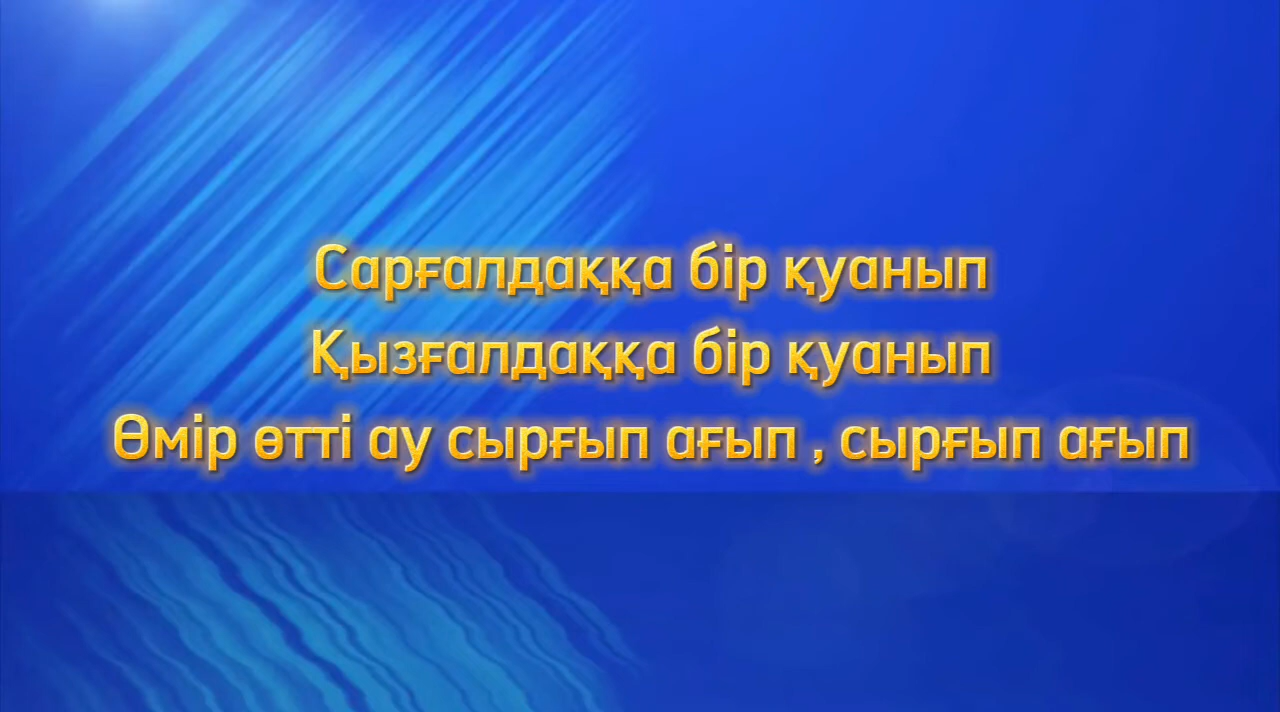 Сарғалдаққа бір қуанып
Қызғалдаққа бір қуанып
Өмір өтті ау сырғып ағып , сырғып ағып